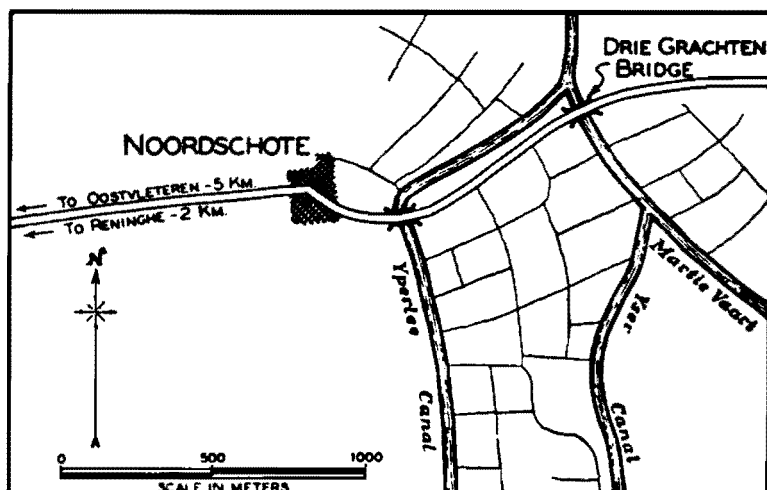 DRIE GRACHTEN
BRIDGE
NOORDSCHOTE
TO OOSTVLETEREN - 5 KM.
TO RENINGHE - 2 KM.
N
Yperlee
Canal
Yser
Canal
Martje Vaart
0 500 1000
SCALE IN METERS